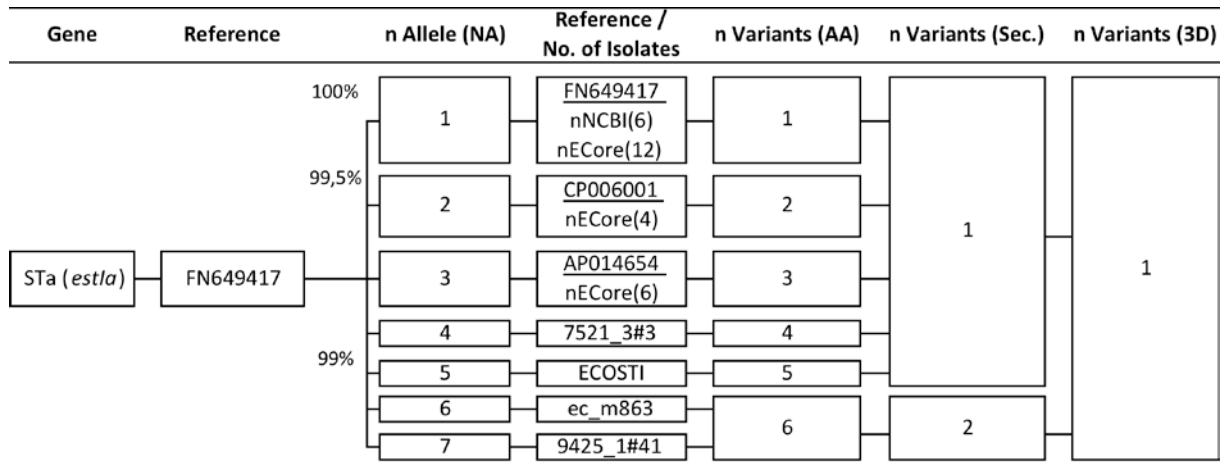 Gene Reference n Allele (NA) Reference / No. of Isolates n Variants (AA) n Variants (Sec.) n Variants (3D)
100%
1
FN649417
nNCBI(6)
nECore(12)
1
99,5%
2
CP006001
nECore(4)
2
1
1
STa (estIa) FN649417
3
AP014654
nECore(6)
3
4 7521_3#3 4
99%
5 ECOSTI 5
6 ec_m863
6 2
7 9425_1#41